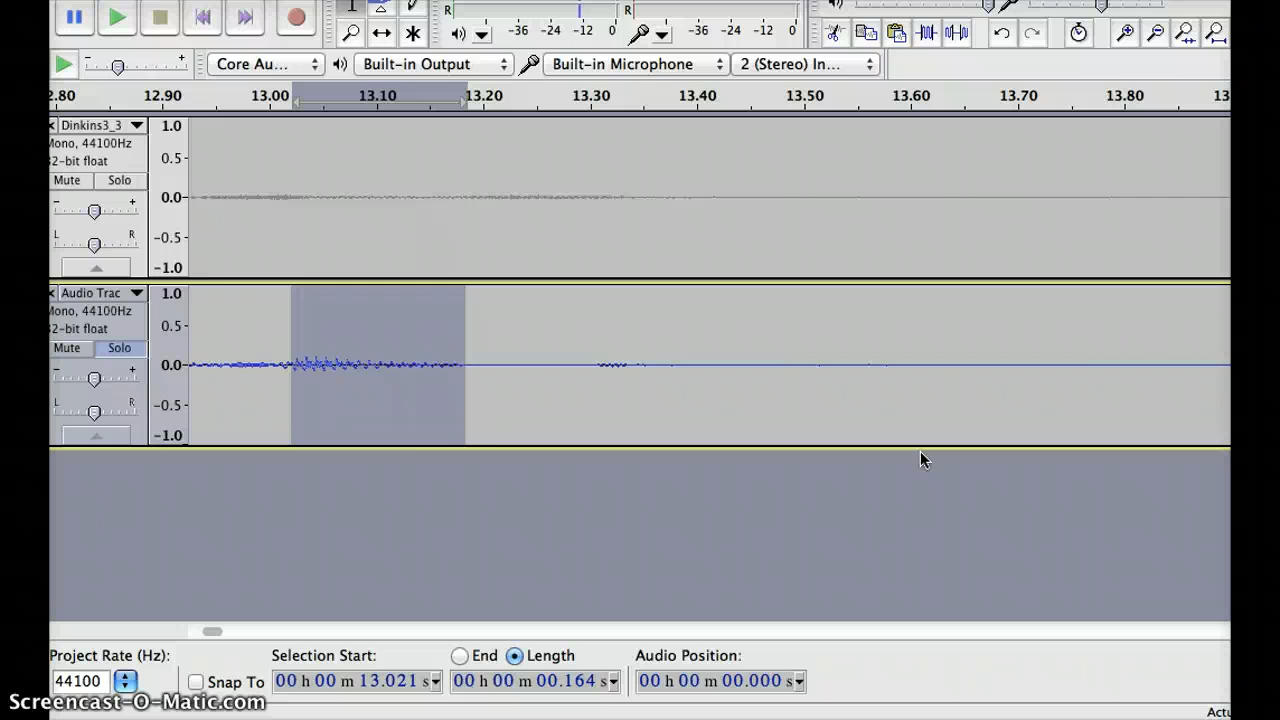 R R
-36 -24 -12 0 -36 -24 -12 0
Core Au... Built-in Output Built-in Microphone 2 (Stereo) In...
2.80 12.90 13.00 13.10 13.20 13.30 13.40 13.50 13.60 13.70 13.80 13
Dinkins3_3 1.0
Mono, 44100Hz
32-bit float 0.5
Mute Solo
- + 0.0
L R -0.5
-1.0
Audio Trac 1.0
Mono, 44100Hz
32-bit float 0.5
Mute Solo
- + 0.0
L R -0.5
-1.0
Project Rate (Hz): Selection Start: End Length Audio Position:
44100 Snap To 00 h 00 m 13.021 s 00 h 00 m 00.164 s 00 h 00 m 00.000 s
Screencast-O-Matic.com
Actu